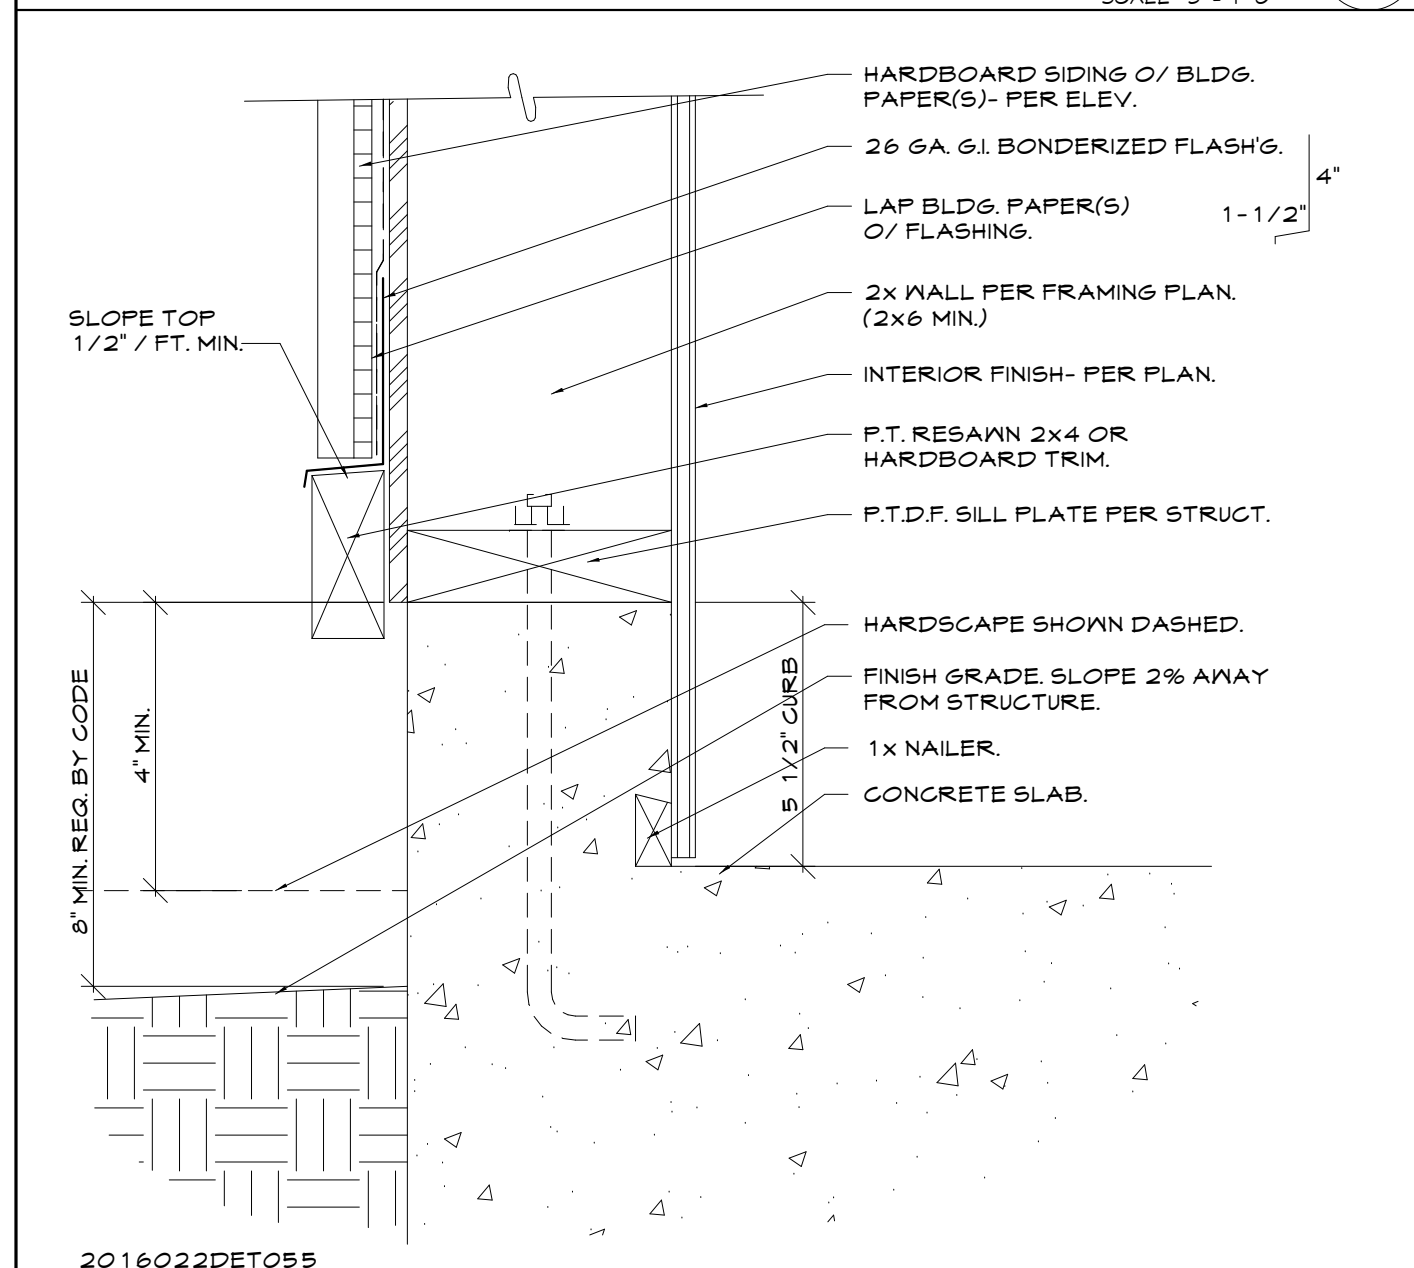 HARDBOARD SIDING O/ BLDG.
PAPER(S)- PER ELEV.
26 GA. G.I. BONDERIZED FLASH'G.
4"
1-1/2"
LAP BLDG. PAPER(S)
O/ FLASHING.
2x WALL PER FRAMING PLAN.
(2x6 MIN.)
SLOPE TOP
1/2" / FT. MIN.
INTERIOR FINISH- PER PLAN.
P.T. RESAWN 2x4 OR
HARDBOARD TRIM.
P.T.D.F. SILL PLATE PER STRUCT.
HARDSCAPE SHOWN DASHED.
FINISH GRADE. SLOPE 2% AWAY
FROM STRUCTURE.
1x NAILER.
CONCRETE SLAB.
8" MIN. REQ. BY CODE
4" MIN.
5 1/2" CURB
2016022DET055